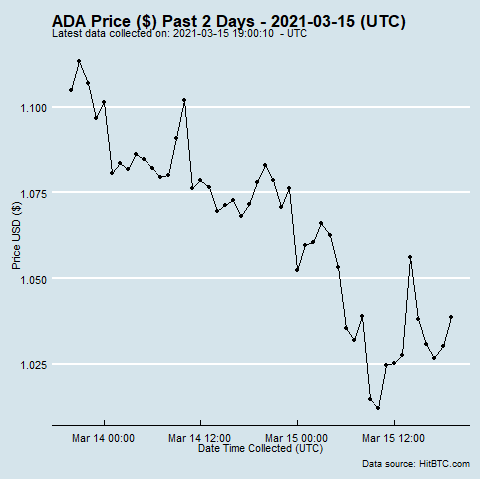 ADA Price ($) Past 2 Days - 2021-03-15 (UTC)
Latest data collected on: 2021-03-15 19:00:10 - UTC
1.100
1.075
1.050
1.025
Price USD ($)
Mar 14 00:00 Mar 14 12:00 Mar 15 00:00 Mar 15 12:00
Date Time Collected (UTC)
Data source: HitBTC.com